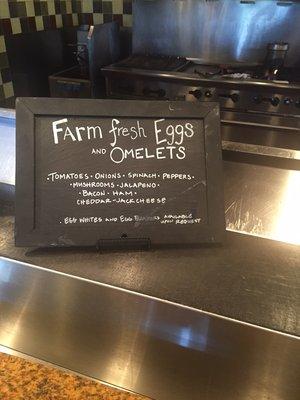 Farm fresh Eggs
AND OMELETS
. TOMATOES · ONIONS · SPINACH · PEPPERS ·
· MUSHROOMS · JALAPENO ·
· BACON · HAM ·
CHEDDAR - JACK CHEESE
. EGG WHITES AND EGG AVAILABLE
UPON REQUEST